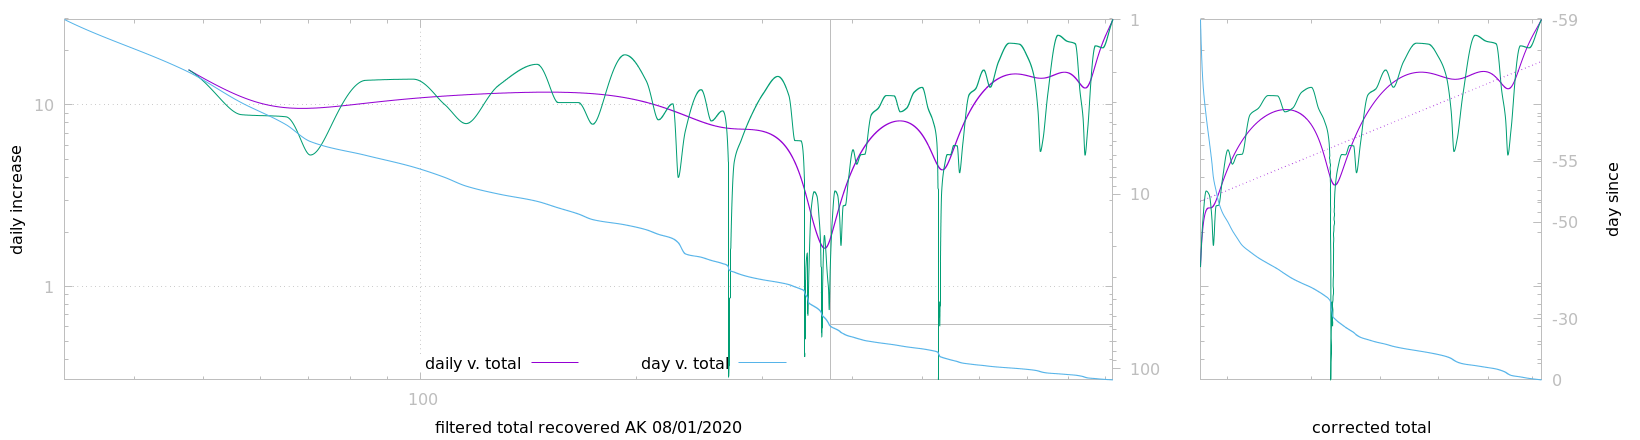 daily increase
10
1
100
daily v. total
day v. total
1
10
100
filtered total recovered AK 08/01/2020
-59
-55
-50
-30
0
day since
corrected total